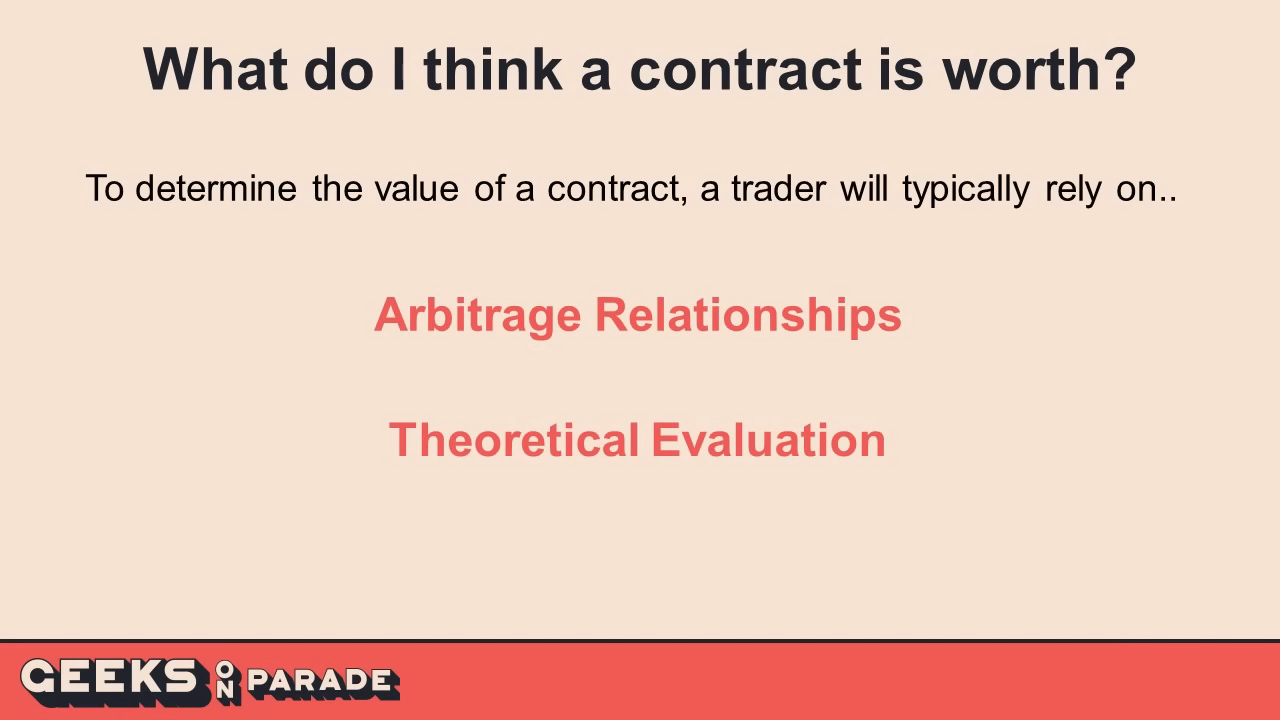 What do I think a contract is worth?
To determine the value of a contract, a trader will typically rely on..
Arbitrage Relationships
Theoretical Evaluation
GEEKS ON PARADE